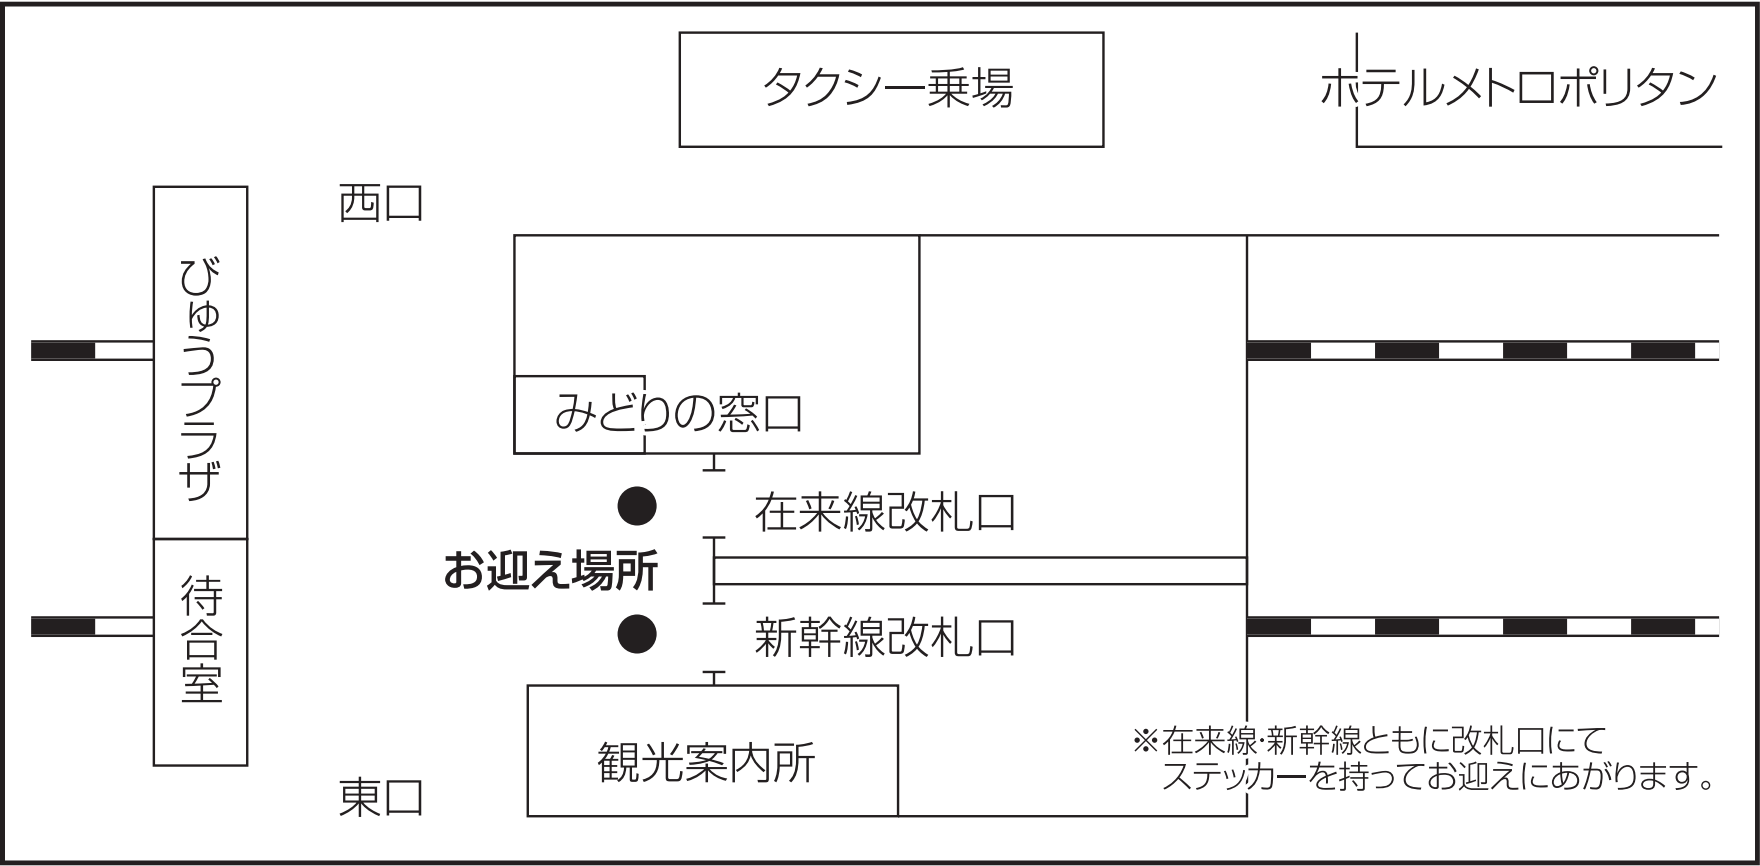 タクシー乗場
ホテルメトロポリタン
西口
びゅうプラザ
みどりの窓口
在来線改札口
お迎え場所
待合室
新幹線改札口
観光案内所
東口
※在来線・新幹線ともに改札口にて
ステッカーを持ってお迎えにあがります。